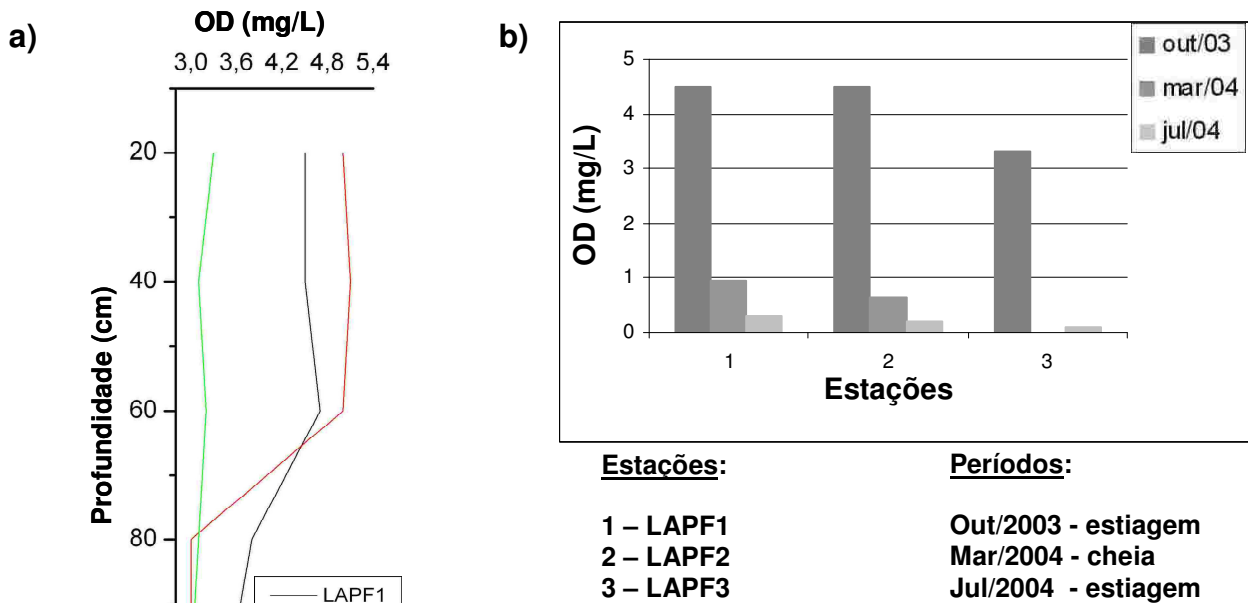 a)
OD (mg/L)
3,0 3,6 4,2 4,8 5,4
Profundidade (cm)
20
40
60
80
LAPF1
b)
out/03
mar/04
jul/04
OD (mg/L)
5
4
3
2
1
0
1 2 3
Estações
Estações:
1 – LAPF1
2 – LAPF2
3 – LAPF3
Períodos:
Out/2003 - estiagem
Mar/2004 - cheia
Jul/2004 - estiagem